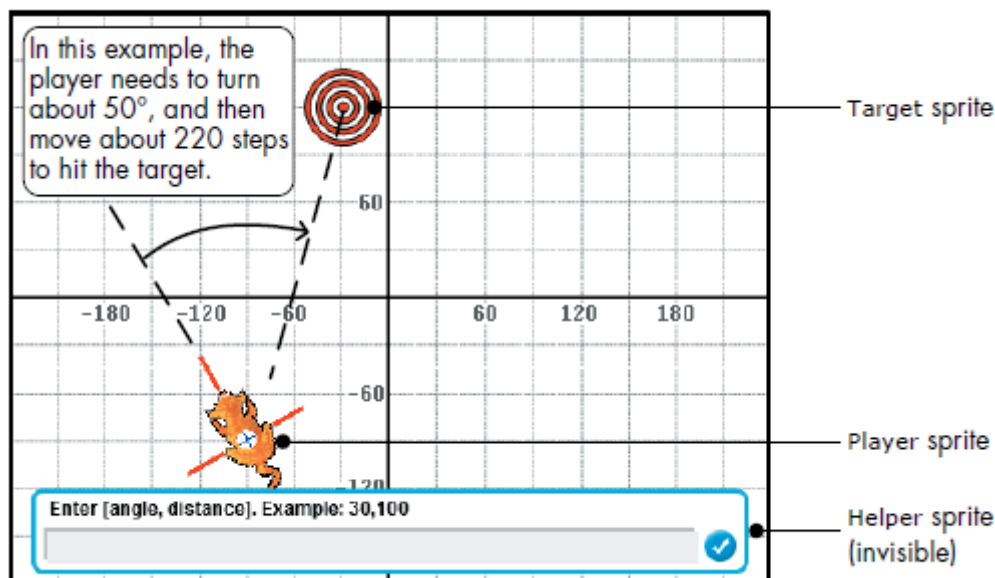 In this example, the
player needs to turn
about 50°, and then
move about 220 steps
to hit the target.
Target sprite
60
-180 -120 -60 60 120 180
-60
Player sprite
-120
Enter [angle, distance]. Example: 30,100
Helper sprite
(invisible)